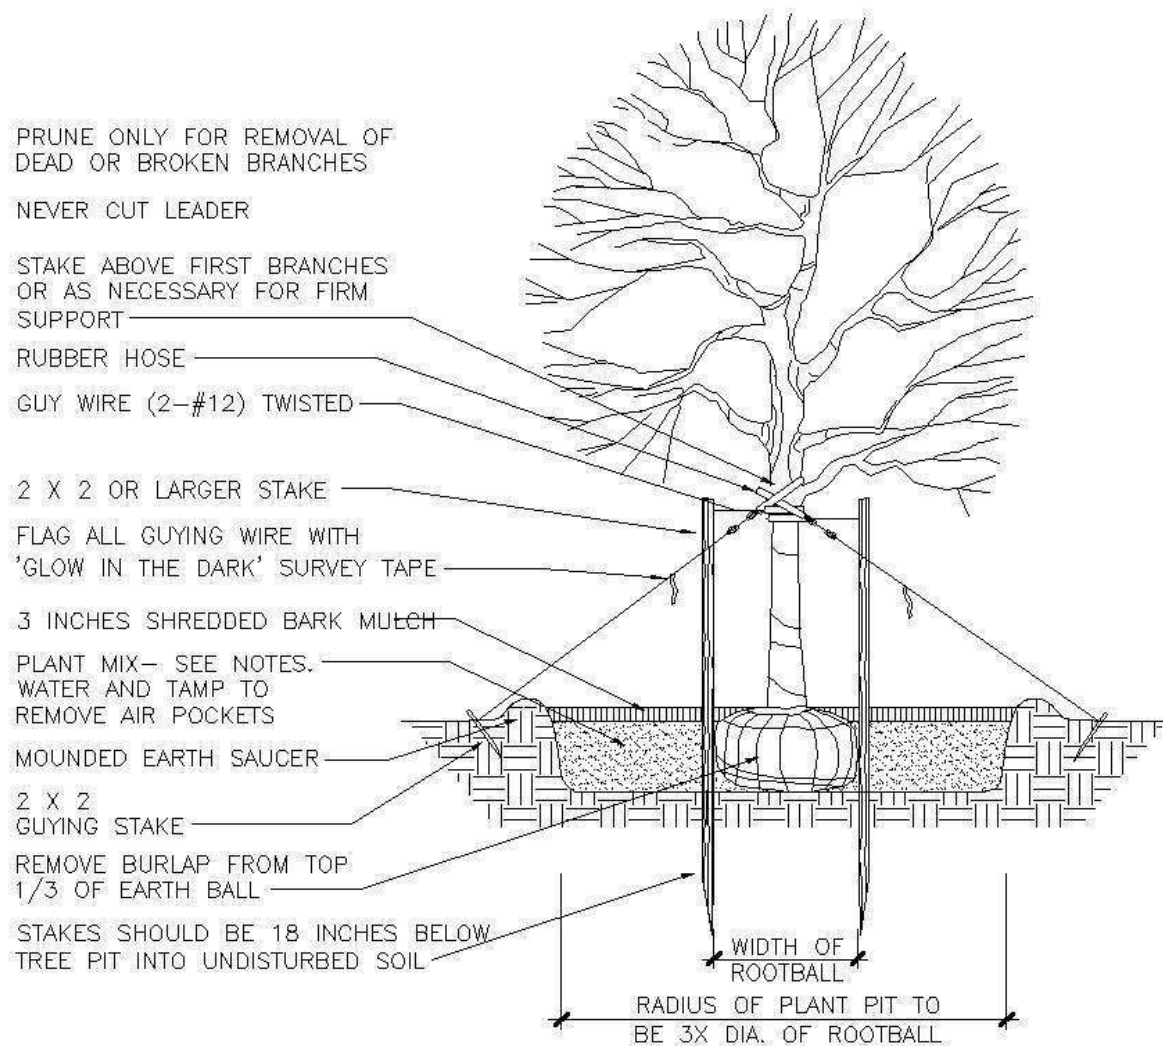 PRUNE ONLY FOR REMOVAL OF
DEAD OR BROKEN BRANCHES
NEVER CUT LEADER
STAKE ABOVE FIRST BRANCHES
OR AS NECESSARY FOR FIRM
SUPPORT
RUBBER HOSE
GUY WIRE (2-#12) TWISTED
2 X 2 OR LARGER STAKE
FLAG ALL GUYING WIRE WITH
'GLOW IN THE DARK' SURVEY TAPE
3 INCHES SHREDDED BARK MULCH
PLANT MIX- SEE NOTES.
WATER AND TAMP TO
REMOVE AIR POCKETS
MOUNDED EARTH SAUCER
2 X 2
GUYING STAKE
REMOVE BURLAP FROM TOP
1/3 OF EARTH BALL
STAKES SHOULD BE 18 INCHES BELOW
TREE PIT INTO UNDISTURBED SOIL
WIDTH OF
ROOTBALL
RADIUS OF PLANT PIT TO
BE 3X DIA. OF ROOTBALL